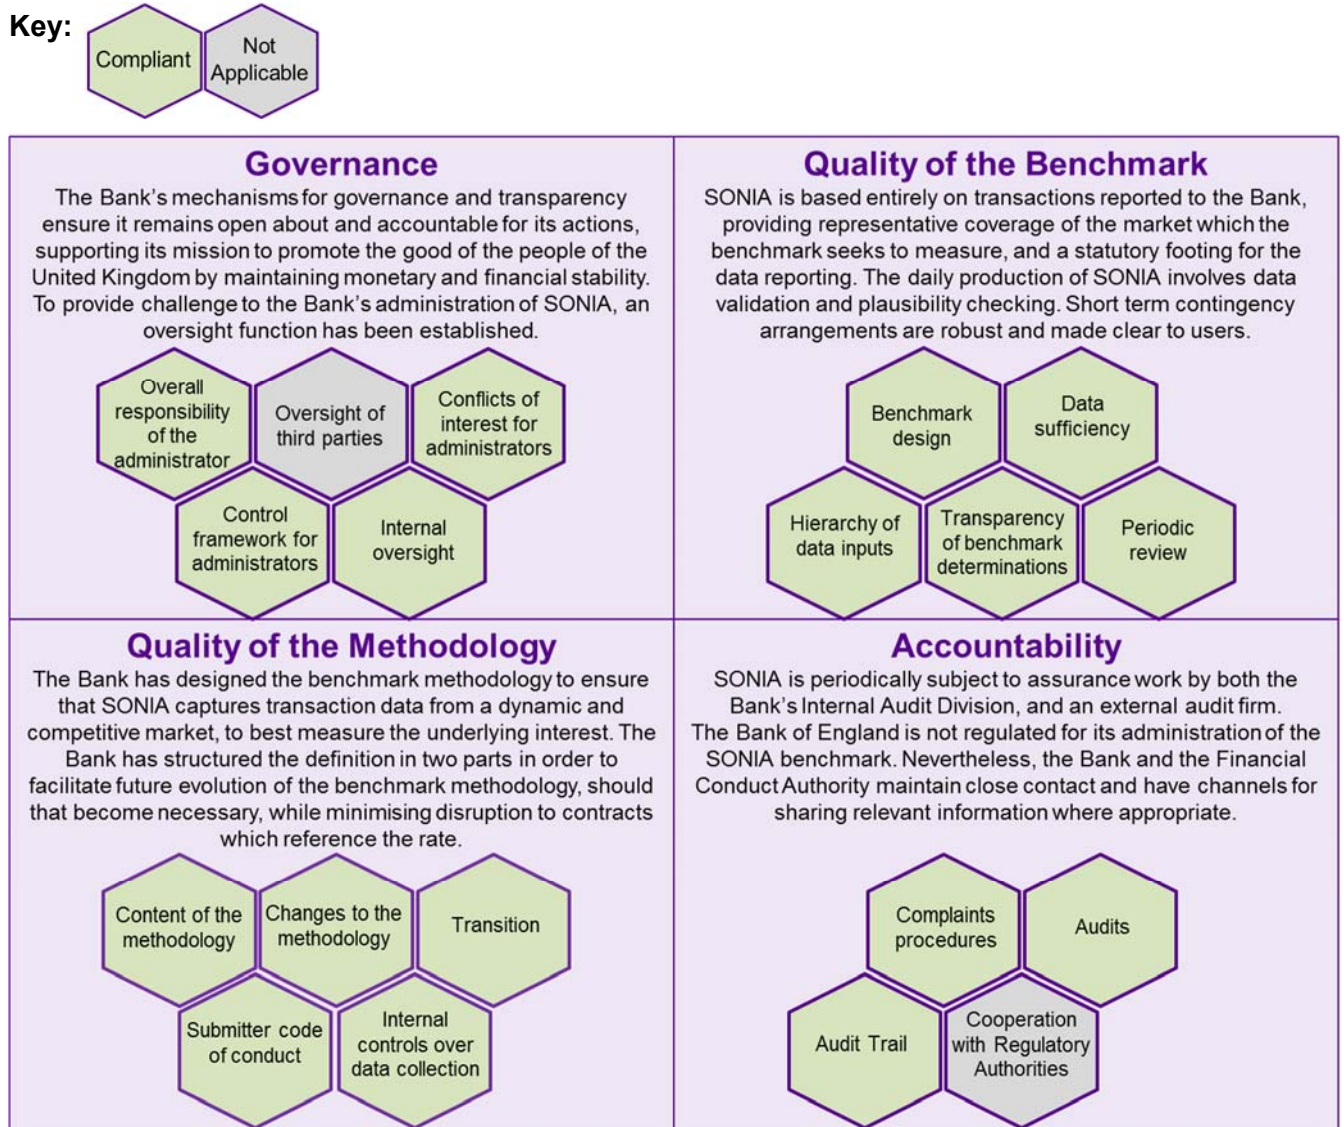 Key:
Compliant
Not
Applicable
Governance
The Bank's mechanisms for governance and transparency
ensure it remains open about and accountable for its actions,
supporting its mission to promote the good of the people of the
United Kingdom by maintaining monetary and financial stability.
To provide challenge to the Bank's administration of SONIA, an
oversight function has been established.
Overall
responsibility
of the
administrator
Oversight of
third parties
Conflicts of
interest for
administrators
Control
framework for
administrators
Internal
oversight
Quality of the Benchmark
SONIA is based entirely on transactions reported to the Bank,
providing representative coverage of the market which the
benchmark seeks to measure, and a statutory footing for the
data reporting. The daily production of SONIA involves data
validation and plausibility checking. Short term contingency
arrangements are robust and made clear to users.
Benchmark
design
Data
sufficiency
Hierarchy of
data inputs
Transparency
of benchmark
determinations
Periodic
review
Quality of the Methodology
The Bank has designed the benchmark methodology to ensure
that SONIA captures transaction data from a dynamic and
competitive market, to best measure the underlying interest. The
Bank has structured the definition in two parts in order to
facilitate future evolution of the benchmark methodology, should
that become necessary, while minimising disruption to contracts
which reference the rate.
Content of the
methodology
Changes to the
methodology
Transition
Submitter code
of conduct
Internal
controls over
data collection
Accountability
SONIA is periodically subject to assurance work by both the
Bank's Internal Audit Division, and an external audit firm.
The Bank of England is not regulated for its administration of the
SONIA benchmark. Nevertheless, the Bank and the Financial
Conduct Authority maintain close contact and have channels for
sharing relevant information where appropriate.
Complaints
procedures
Audits
Audit Trail
Cooperation
with Regulatory
Authorities